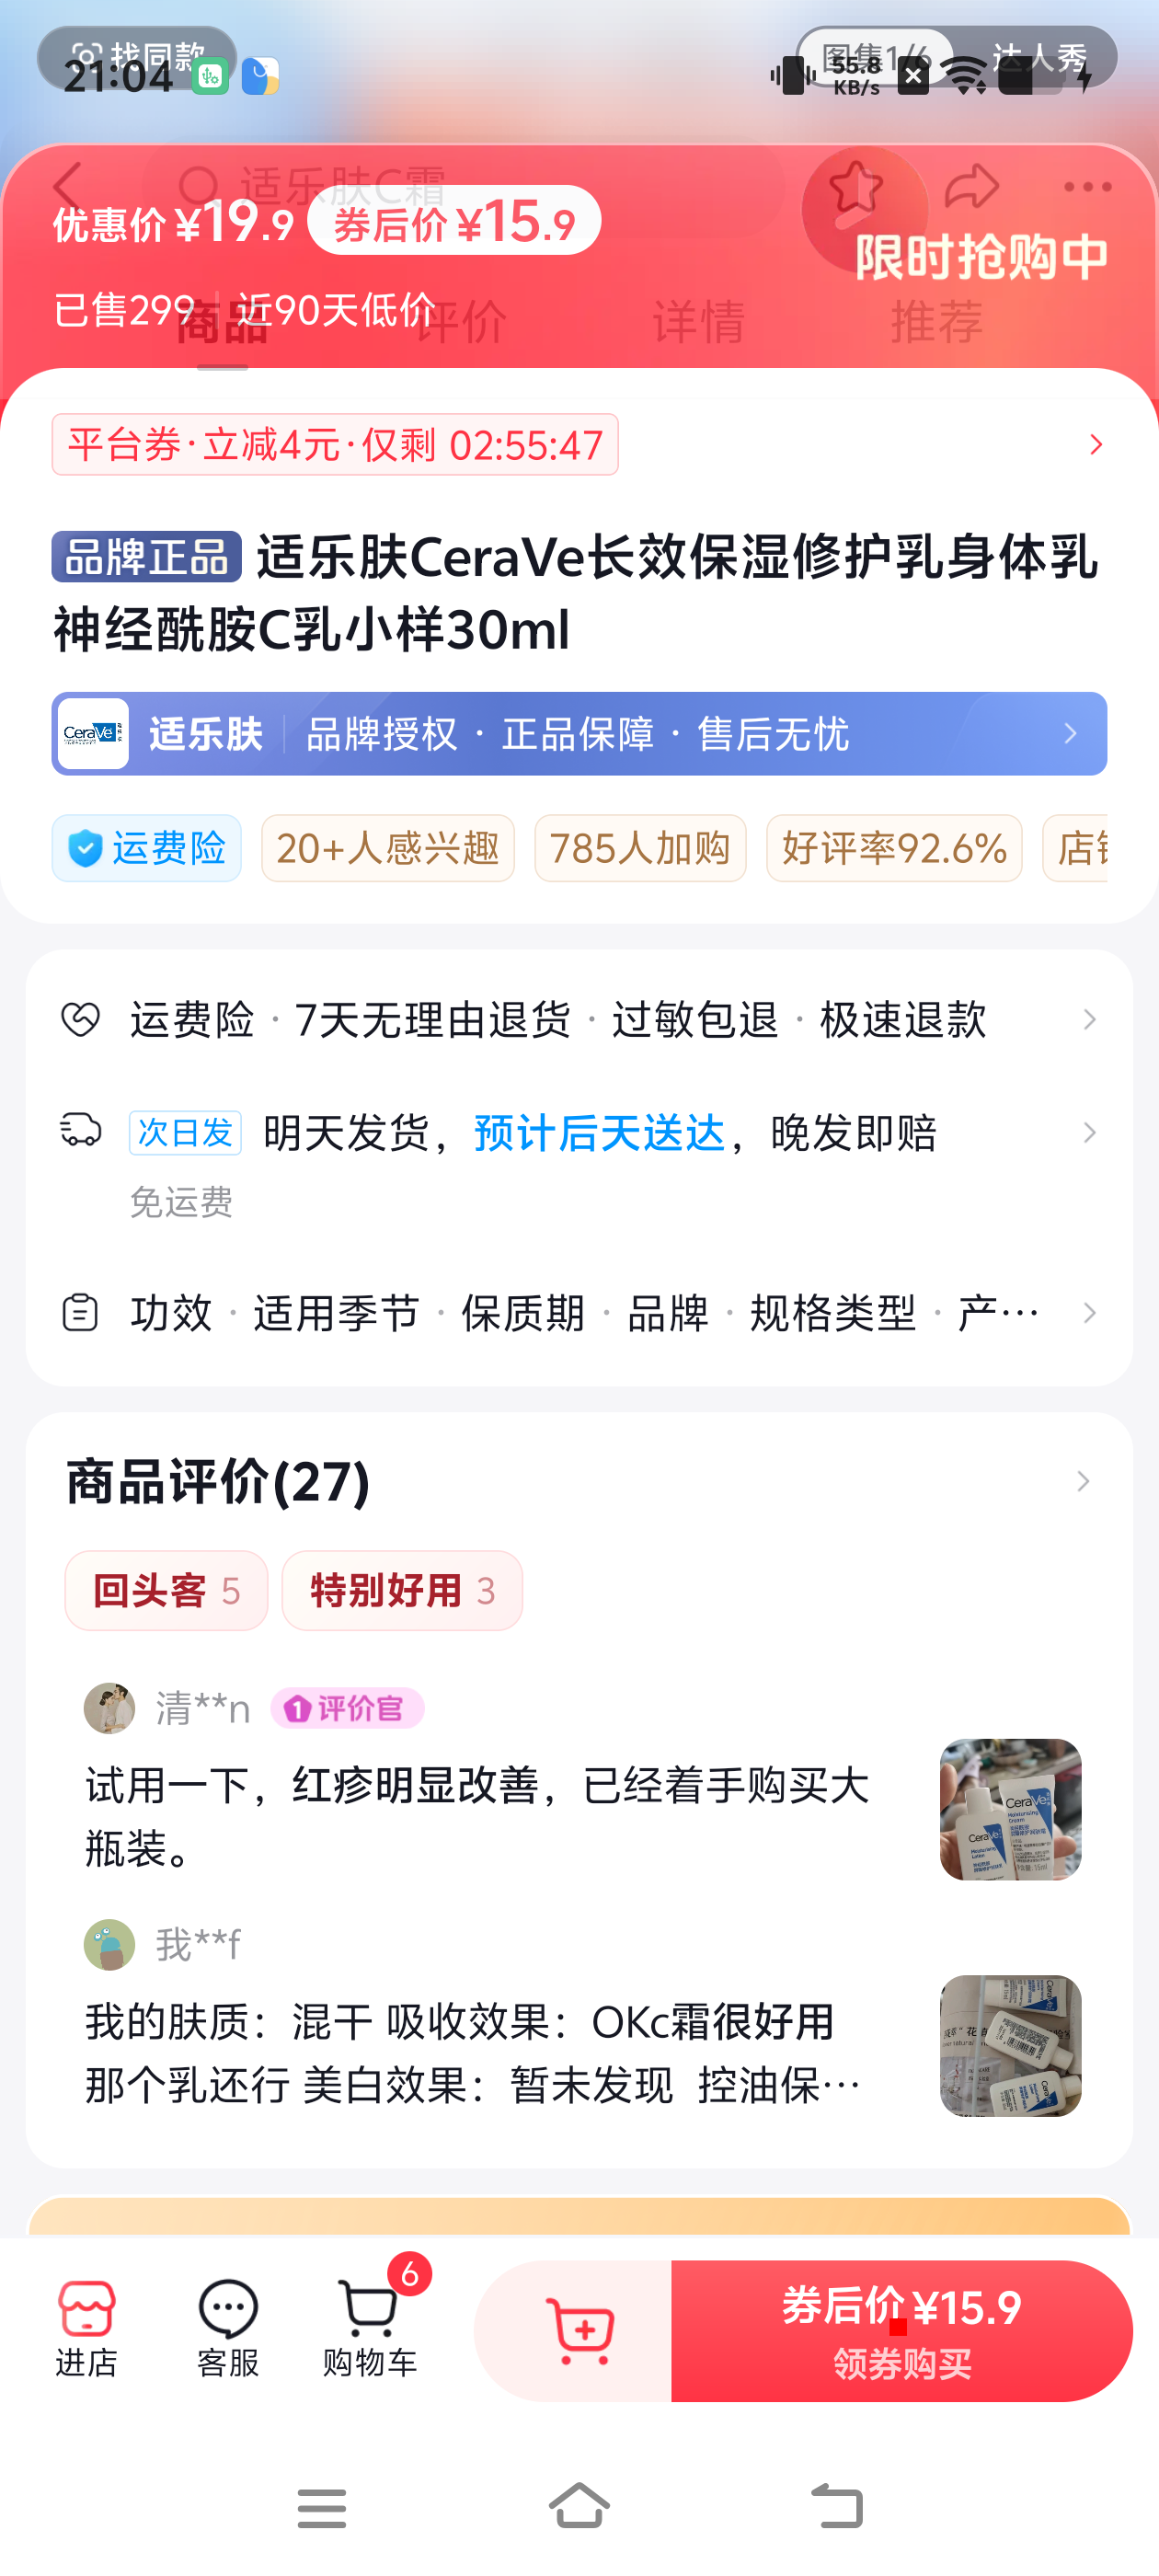 找同款
图集1/6
达人秀
21:04
55.8
KB/s
适乐肤C霜
优惠价¥19.9
券后价¥15.9
限时抢购中
已售299
近90天低价
商品
评价
详情
推荐
平台券·立减4元·仅剩 02:55:47
品牌正品 适乐肤CeraVe长效保湿修护乳身体乳
神经酰胺C乳小样30ml
CeraVe
适乐肤
品牌授权 · 正品保障 · 售后无忧
运费险
20+人感兴趣
785人加购
好评率92.6%
运费险 · 7天无理由退货 · 过敏包退 · 极速退款
次日发 明天发货，预计后天送达，晚发即赔
免运费
功效 · 适用季节 · 保质期 · 品牌 · 规格类型 · 产…
商品评价(27)
回头客 5
特别好用 3
清**n
1 评价官
试用一下，红疹明显改善，已经着手购买大
瓶装。
CeraVe
CeraVe
我**f
我的肤质：混干 吸收效果：OKc霜很好用
那个乳还行 美白效果：暂未发现 控油保…
进店
客服
购物车
6
券后价¥15.9
领券购买